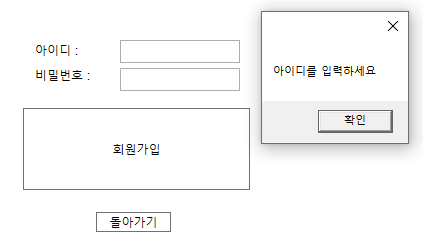 아이디 :
비밀번호 :
회원가입
돌아가기
아이디를 입력하세요
확인